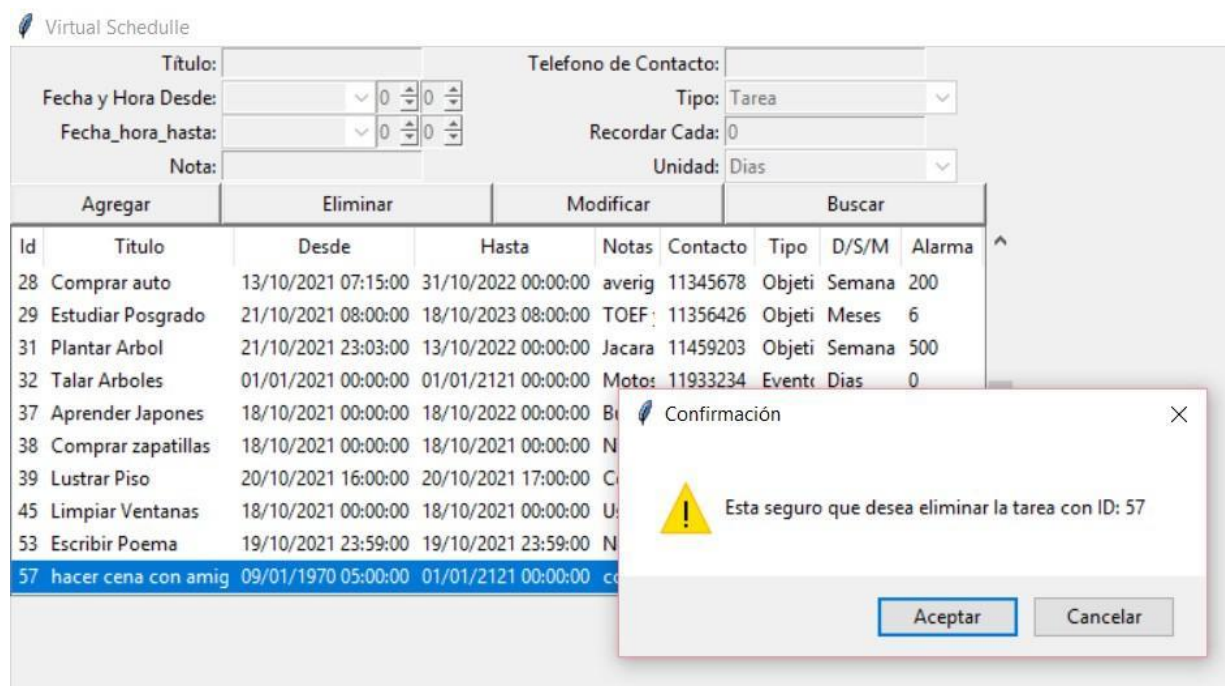 Virtual Schedulle
Título: Telefono de Contacto:
Fecha y Hora Desde: 0 0 Tipo: Tarea
Fecha_hora_hasta: 0 0 Recordar Cada: 0
Nota: Unidad: Dias
Agregar Eliminar Modificar Buscar
Id Titulo Desde Hasta Notas Contacto Tipo D/S/M Alarma
28 Comprar auto 13/10/2021 07:15:00 31/10/2022 00:00:00 averig 11345678 Objeti Semana 200
29 Estudiar Posgrado 21/10/2021 08:00:00 18/10/2023 08:00:00 TOEF 11356426 Objeti Meses 6
31 Plantar Arbol 21/10/2021 23:03:00 13/10/2022 00:00:00 Jacara 11459203 Objeti Semana 500
32 Talar Arboles 01/01/2021 00:00:00 01/01/2121 00:00:00 Motos 11933234 Evento Dias 0
37 Aprender Japones 18/10/2021 00:00:00 18/10/2022 00:00:00
38 Comprar zapatillas 18/10/2021 00:00:00 18/10/2022 00:00:00 N
39 Lustrar Piso 20/10/2021 16:00:00 20/10/2021 17:00:00
45 Limpiar Ventanas 18/10/2021 00:00:00 18/10/2021 00:00:00
53 Escribir Poema 19/10/2021 23:59:00 19/10/2021 23:59:00 N
57 hacer cena con amig 09/01/1970 05:00:00 01/01/2121 00:00:00
Confirmación
Esta seguro que desea eliminar la tarea con ID: 57
Aceptar Cancelar